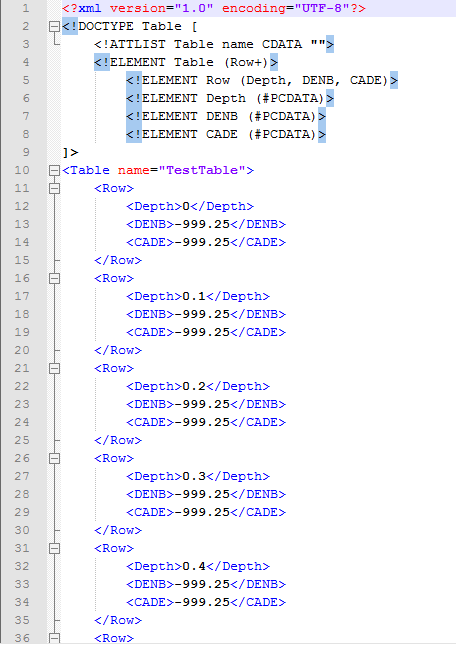 1 <?xml version="1.0" encoding="UTF-8"?>
2 <!DOCTYPE Table [
3 <!ATTLIST Table name CDATA "">
4 <!ELEMENT Table (Row+)>
5 <!ELEMENT Row (Depth, DENB, CADE)>
6 <!ELEMENT Depth (#PCDATA)>
7 <!ELEMENT DENB (#PCDATA)>
8 <!ELEMENT CADE (#PCDATA)>
9 ]>
10 <Table name="TestTable">
11 <Row>
12 <Depth>0</Depth>
13 <DENB>-999.25</DENB>
14 <CADE>-999.25</CADE>
15 </Row>
16 <Row>
17 <Depth>0.1</Depth>
18 <DENB>-999.25</DENB>
19 <CADE>-999.25</CADE>
20 </Row>
21 <Row>
22 <Depth>0.2</Depth>
23 <DENB>-999.25</DENB>
24 <CADE>-999.25</CADE>
25 </Row>
26 <Row>
27 <Depth>0.3</Depth>
28 <DENB>-999.25</DENB>
29 <CADE>-999.25</CADE>
30 </Row>
31 <Row>
32 <Depth>0.4</Depth>
33 <DENB>-999.25</DENB>
34 <CADE>-999.25</CADE>
35 </Row>
36 <Row>